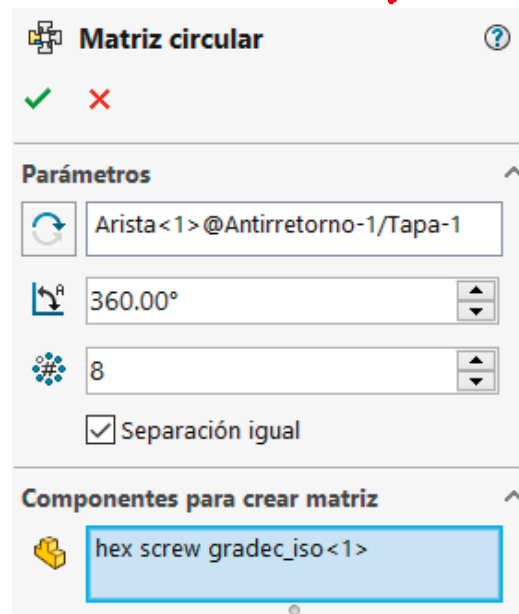 Matriz circular
Parámetros
Arista<1>@Antirretorno-1/Tapa-1
360.00°
8
Separación igual
Componentes para crear matriz
hex screw gradec_iso<1>